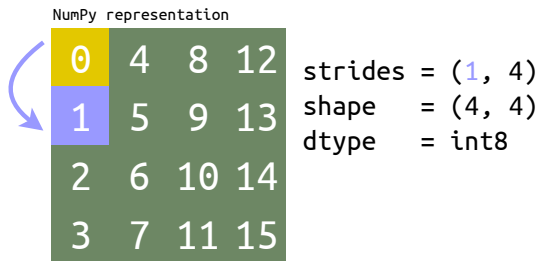 NumPy representation
0 4 8 12
1 5 9 13
2 6 10 14
3 7 11 15
strides = (1, 4)
shape   = (4, 4)
dtype   = int8